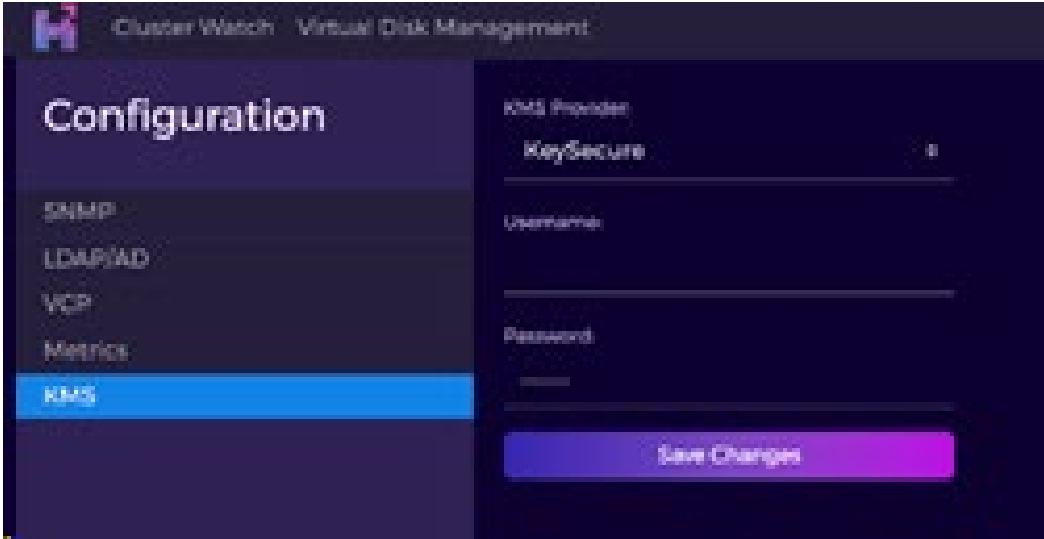 Cluster Watch Virtual Disk Management
Configuration
SNMP
LDAP/AD
VCP
Metrics
KMS
KMS Provider:
KeySecure
Username:
Password:
Save Changes